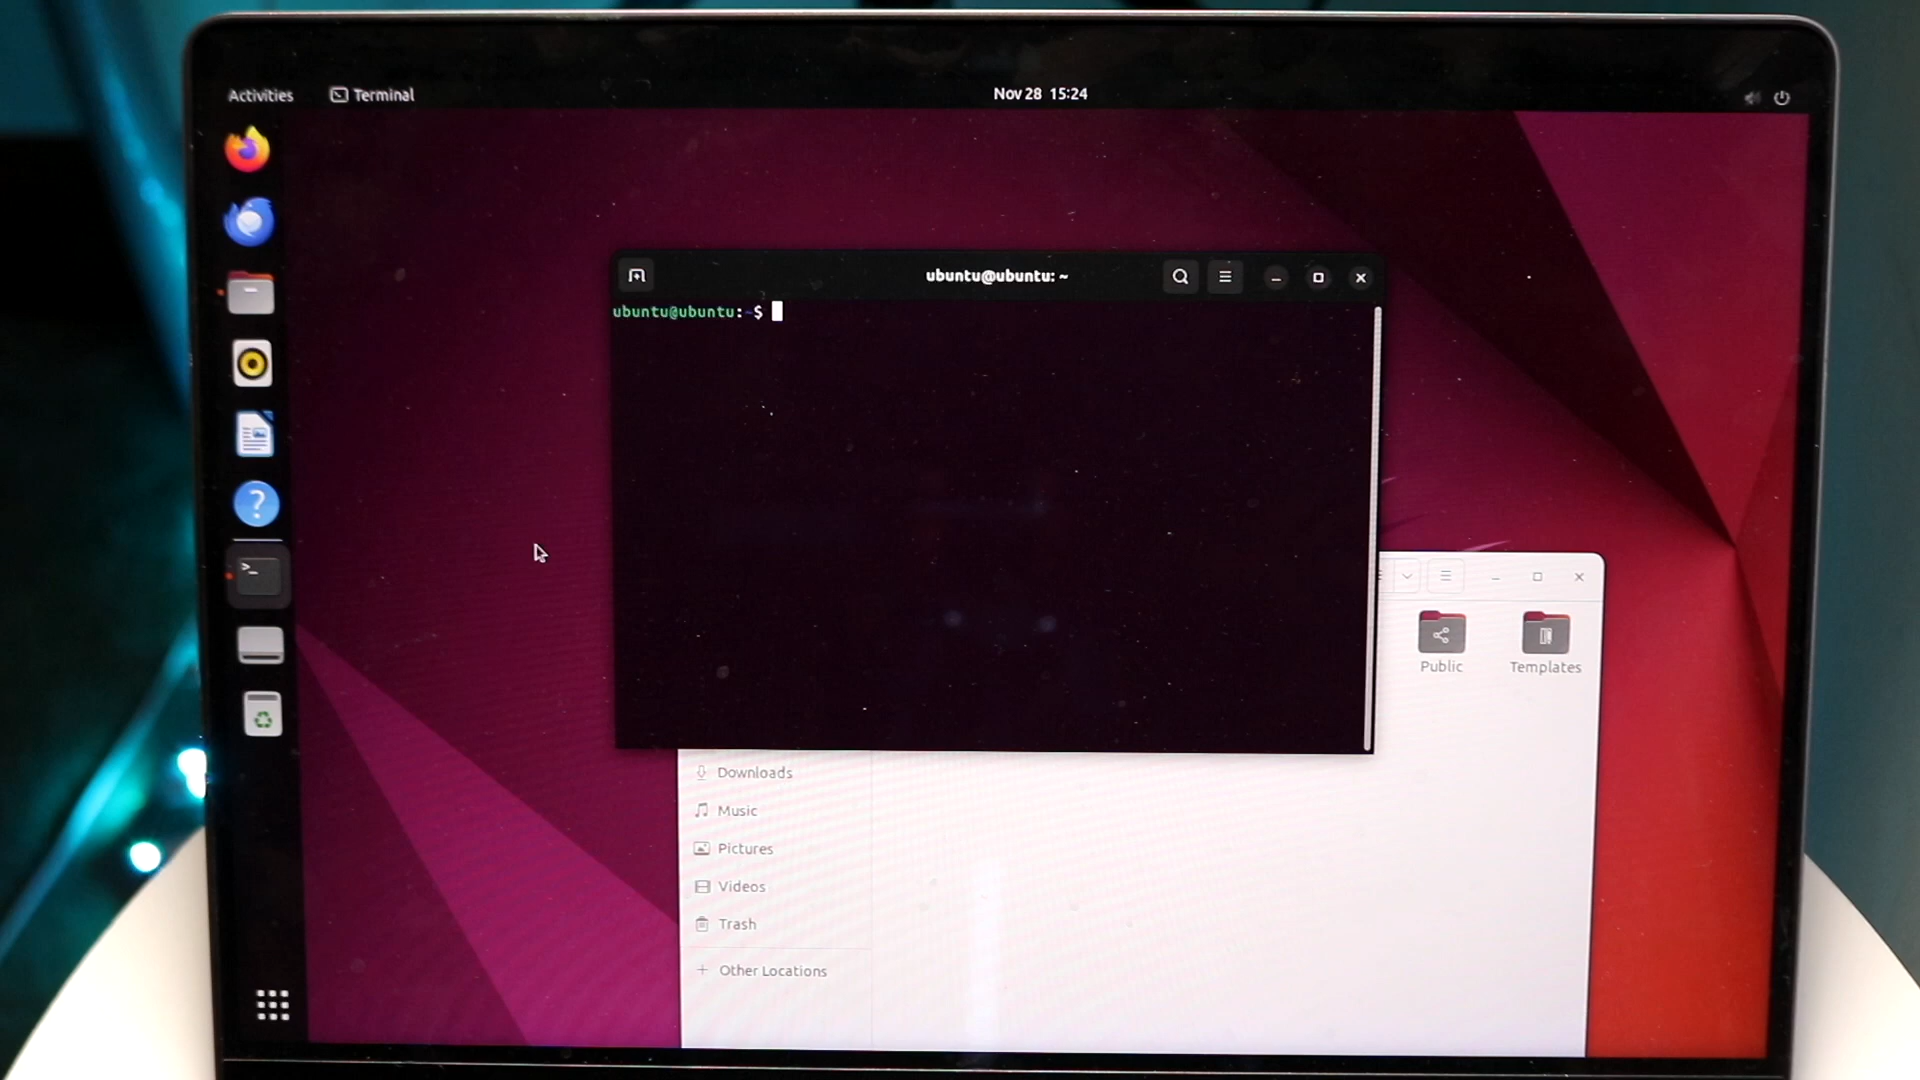 Activities
Terminal
Nov 28 15:24
ubuntu@ubuntu: ~
ubuntu@ubuntu:~$
Public
Templates
Downloads
Music
Pictures
Videos
Trash
Other Locations